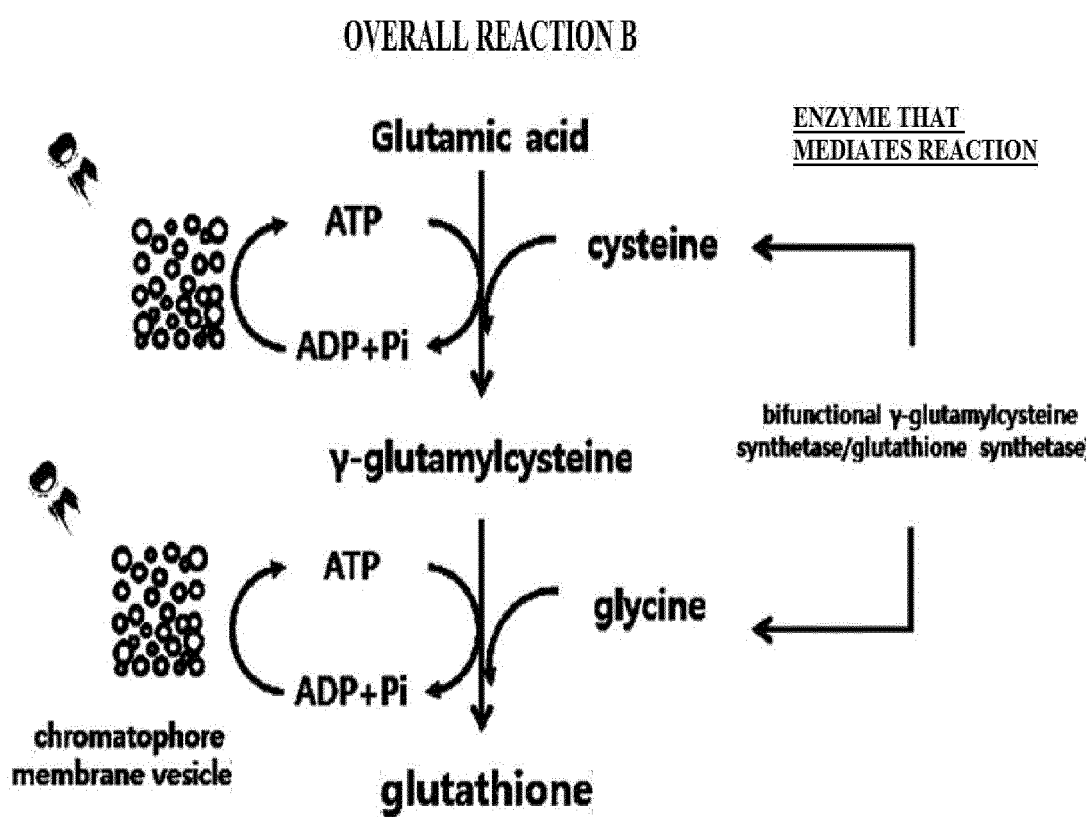 OVERALL REACTION B
ENZYME THAT
MEDIATES REACTION
Glutamic acid
ATP
cysteine
ADP+Pi
bifunctional γ-glutamylcysteine
synthetase/glutathione synthetase)
γ-glutamylcysteine
ATP
glycine
ADP+Pi
chromatophore
membrane vesicle
glutathione